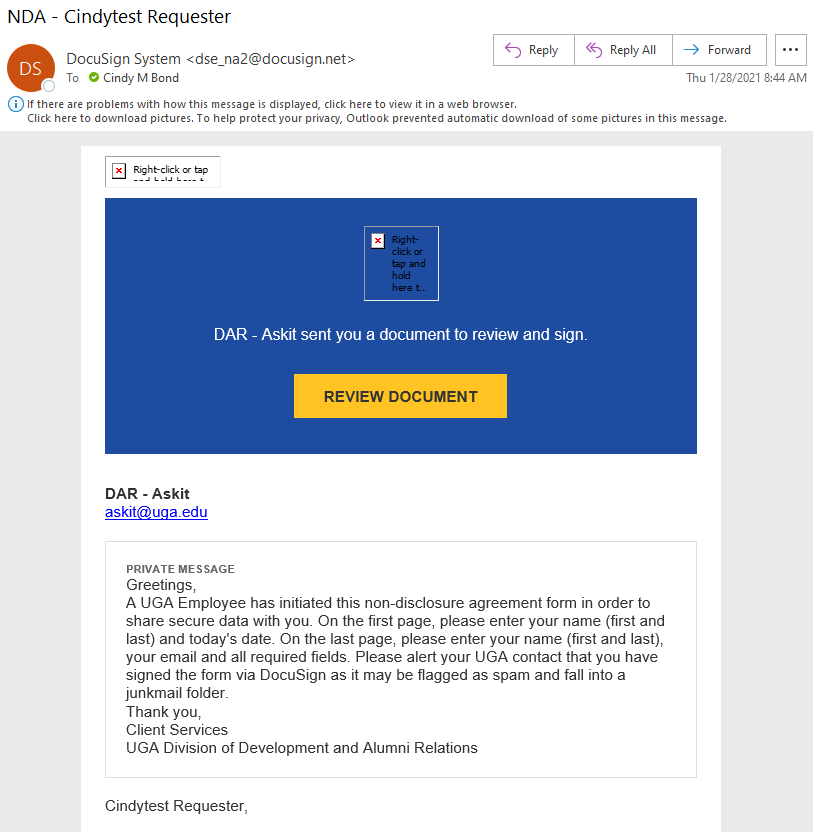 NDA - Cindytest Requester
DS
DocuSign System <dse_na2@docusign.net>
To Cindy M Bond
Reply
Reply All
Forward
Thu 1/28/2021 8:44 AM
If there are problems with how this message is displayed, click here to view it in a web browser.
Click here to download pictures. To help protect your privacy, Outlook prevented automatic download of some pictures in this message.
Right-click or tap
and hold here t...
Right-
click or
tap and
hold
here t...
DAR - Askit sent you a document to review and sign.
REVIEW DOCUMENT
DAR - Askit
askit@uga.edu
PRIVATE MESSAGE
Greetings,
A UGA Employee has initiated this non-disclosure agreement form in order to
share secure data with you. On the first page, please enter your name (first and
last) and today's date. On the last page, please enter your name (first and last),
your email and all required fields. Please alert your UGA contact that you have
signed the form via DocuSign as it may be flagged as spam and fall into a
junkmail folder.
Thank you,
Client Services
UGA Division of Development and Alumni Relations
Cindytest Requester,